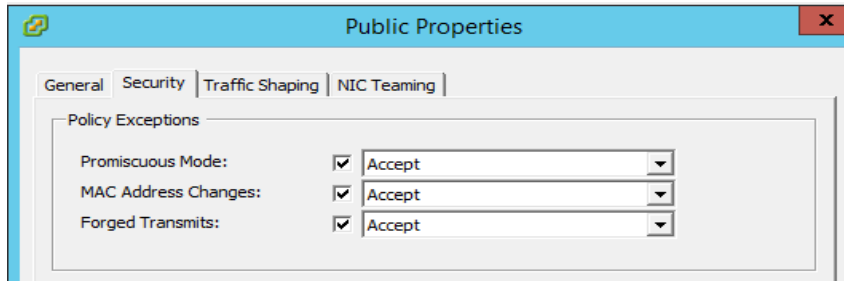 Public Properties
x
General Security Traffic Shaping NIC Teaming
Policy Exceptions
Promiscuous Mode: Accept
MAC Address Changes: Accept
Forged Transmits: Accept